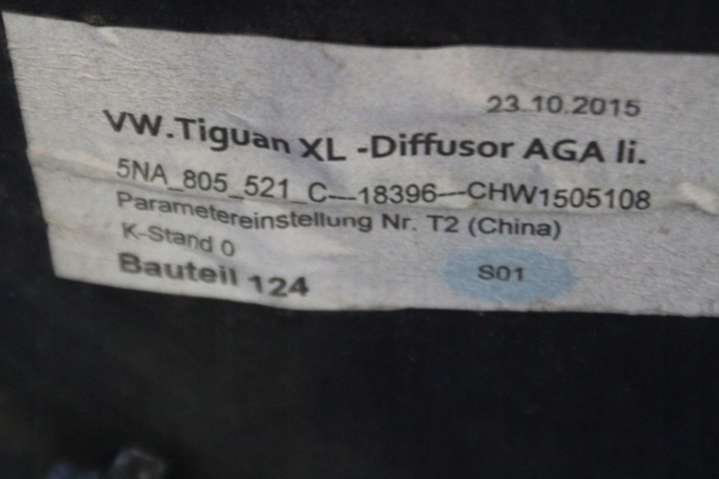 23.10.2015
VW.Tiguan XL -Diffusor AGA li.
5NA_805_521_C---18396---CHW1505108
Parametereinstellung Nr. T2 (China)
K-Stand 0
Bauteil 124
S01